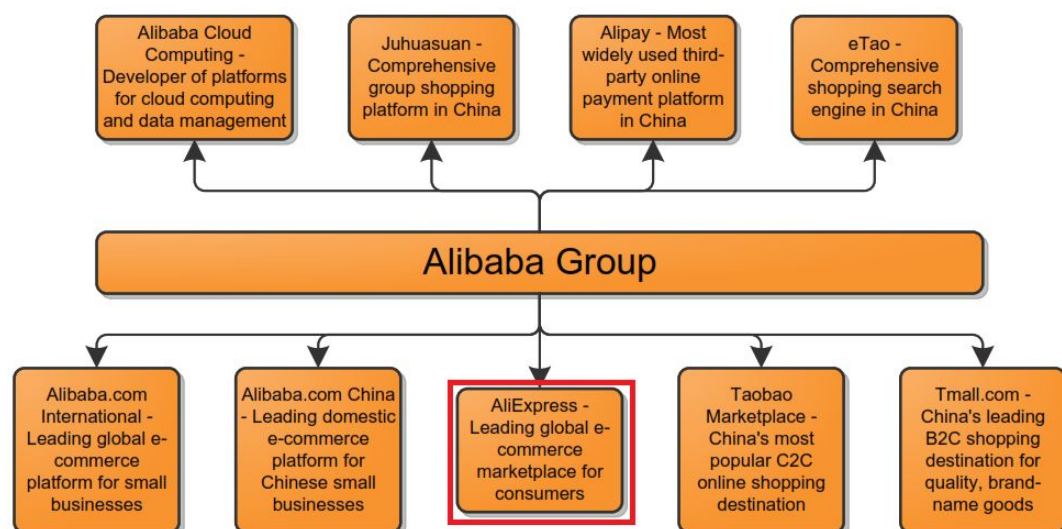 Alibaba Cloud
Computing -
Developer of platforms
for cloud computing
and data management
Juhuasuan -
Comprehensive
group shopping
platform in China
Alipay - Most
widely used third-
party online
payment platform
in China
eTao -
Comprehensive
shopping search
engine in China
Alibaba Group
Alibaba.com
International -
Leading global e-
commerce
platform for small
businesses
Alibaba.com China
- Leading domestic
e-commerce
platform for
Chinese small
businesses
AliExpress -
Leading global e-
commerce
marketplace for
consumers
Taobao
Marketplace -
China's most
popular C2C
online shopping
destination
Tmall.com -
China's leading
B2C shopping
destination for
quality, brand-
name goods